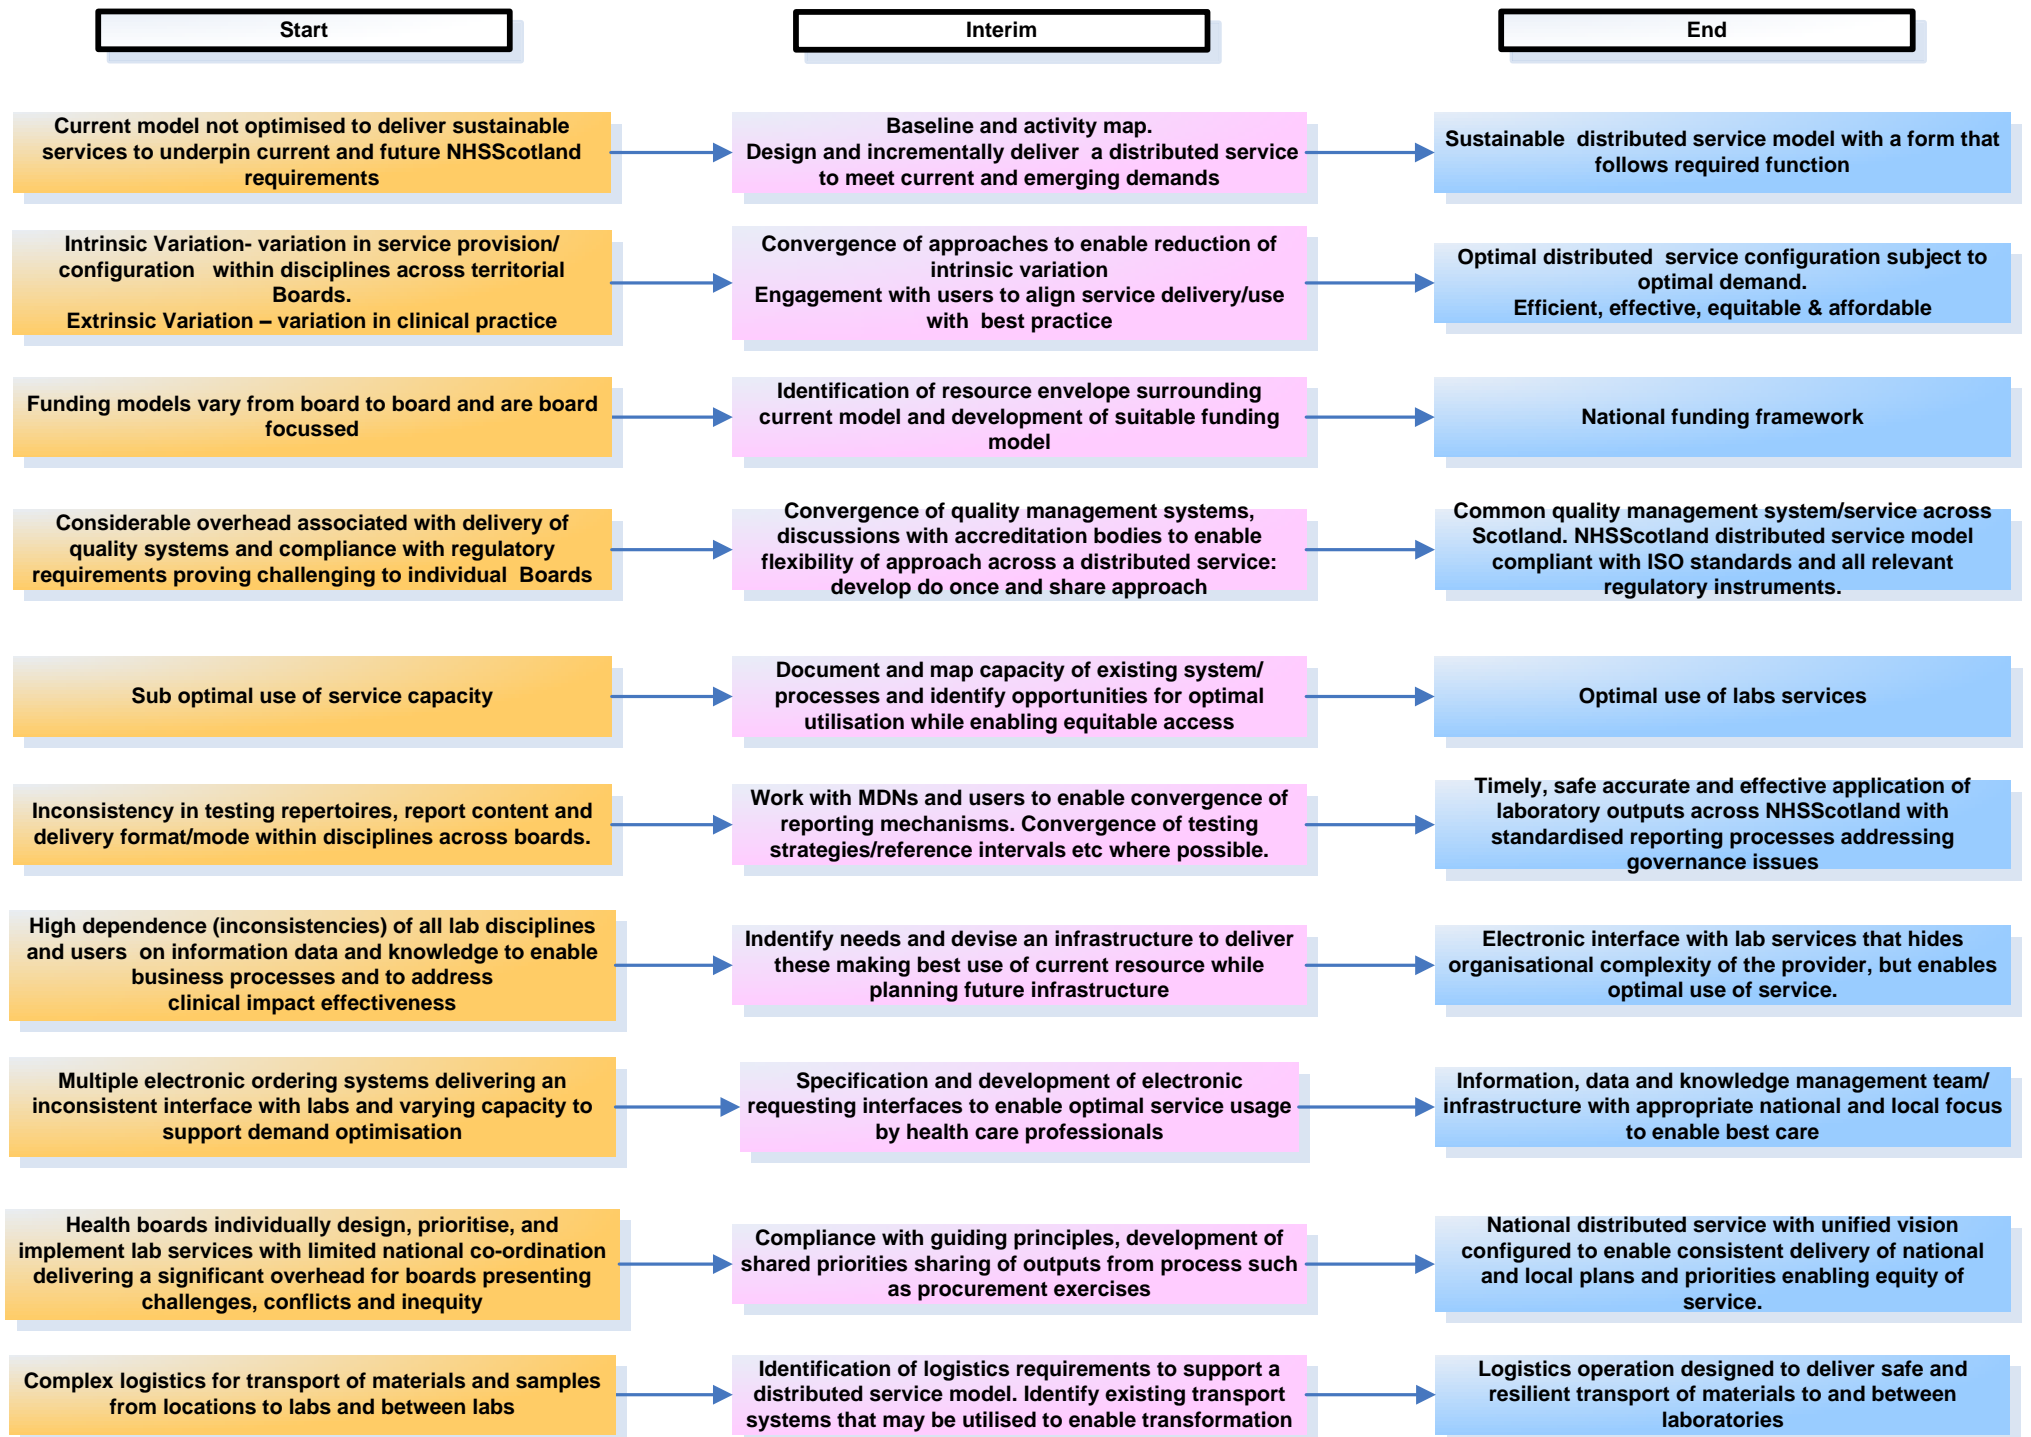 Start
Interim
End
Current model not optimised to deliver sustainable
services to underpin current and future NHSScotland
requirements
Baseline and activity map.
Design and incrementally deliver a distributed service
to meet current and emerging demands
Sustainable distributed service model with a form that
follows required function
Intrinsic Variation- variation in service provision/
configuration within disciplines across territorial
Boards.
Extrinsic Variation – variation in clinical practice
Convergence of approaches to enable reduction of
intrinsic variation
Engagement with users to align service delivery/use
with best practice
Optimal distributed service configuration subject to
optimal demand.
Efficient, effective, equitable & affordable
Funding models vary from board to board and are board
focussed
Identification of resource envelope surrounding
current model and development of suitable funding
model
National funding framework
Considerable overhead associated with delivery of
quality systems and compliance with regulatory
requirements proving challenging to individual Boards
Convergence of quality management systems,
discussions with accreditation bodies to enable
flexibility of approach across a distributed service:
develop do once and share approach
Common quality management system/service across
Scotland. NHSScotland distributed service model
compliant with ISO standards and all relevant
regulatory instruments.
Sub optimal use of service capacity
Document and map capacity of existing system/
processes and identify opportunities for optimal
utilisation while enabling equitable access
Optimal use of labs services
Inconsistency in testing repertoires, report content and
delivery format/mode within disciplines across boards.
Work with MDNs and users to enable convergence of
reporting mechanisms. Convergence of testing
strategies/reference intervals etc where possible.
Timely, safe accurate and effective application of
laboratory outputs across NHSScotland with
standardised reporting processes addressing
governance issues
High dependence (inconsistencies) of all lab disciplines
and users on information data and knowledge to enable
business processes and to address
clinical impact effectiveness
Indentify needs and devise an infrastructure to deliver
these making best use of current resource while
planning future infrastructure
Electronic interface with lab services that hides
organisational complexity of the provider, but enables
optimal use of service.
Multiple electronic ordering systems delivering an
inconsistent interface with labs and varying capacity to
support demand optimisation
Specification and development of electronic
requesting interfaces to enable optimal service usage
by health care professionals
Information, data and knowledge management team/
infrastructure with appropriate national and local focus
to enable best care
Health boards individually design, prioritise, and
implement lab services with limited national co-ordination
delivering a significant overhead for boards presenting
challenges, conflicts and inequity
Compliance with guiding principles, development of
shared priorities sharing of outputs from process such
as procurement exercises
National distributed service with unified vision
configured to enable consistent delivery of national
and local plans and priorities enabling equity of
service.
Complex logistics for transport of materials and samples
from locations to labs and between labs
Identification of logistics requirements to support a
distributed service model. Identify existing transport
systems that may be utilised to enable transformation
Logistics operation designed to deliver safe and
resilient transport of materials to and between
laboratories